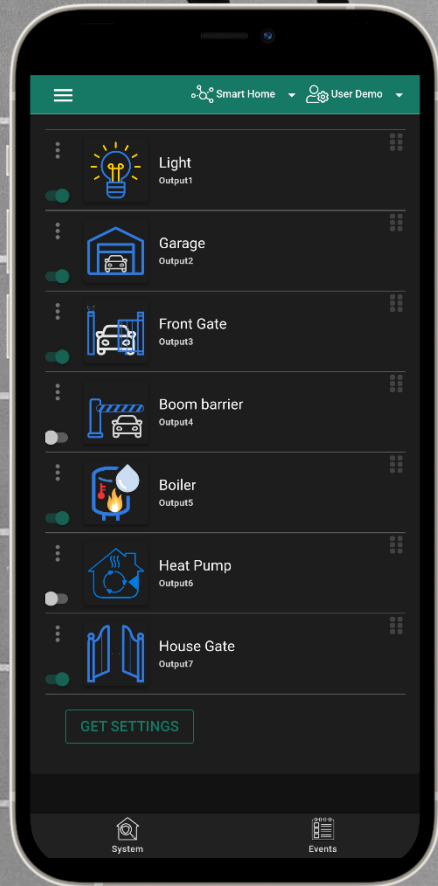 Smart Home User Demo
Light
Output1
Garage
Output2
Front Gate
Output3
Boom barrier
Output4
Boiler
Output5
Heat Pump
Output6
House Gate
Output7
GET SETTINGS
System Events